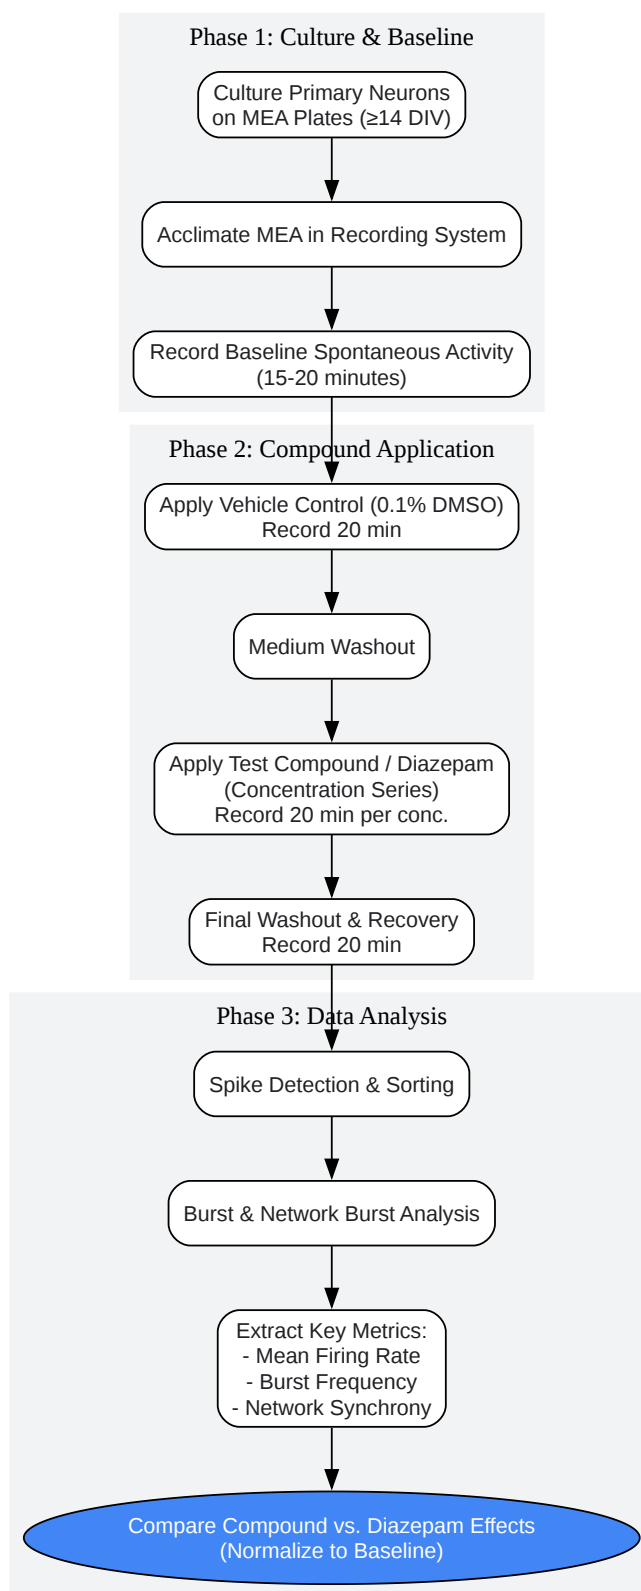 Phase 1: Culture & Baseline
Culture Primary Neurons
on MEA Plates (≥14 DIV)
Acclimate MEA in Recording System
Record Baseline Spontaneous Activity
(15-20 minutes)
Phase 2: Compound Application
Apply Vehicle Control (0.1% DMSO)
Record 20 min
Medium Washout
Apply Test Compound / Diazepam
(Concentration Series)
Record 20 min per conc.
Final Washout & Recovery
Record 20 min
Phase 3: Data Analysis
Spike Detection & Sorting
Burst & Network Burst Analysis
Extract Key Metrics:
- Mean Firing Rate
- Burst Frequency
- Network Synchrony
Compare Compound vs. Diazepam Effects
(Normalize to Baseline)